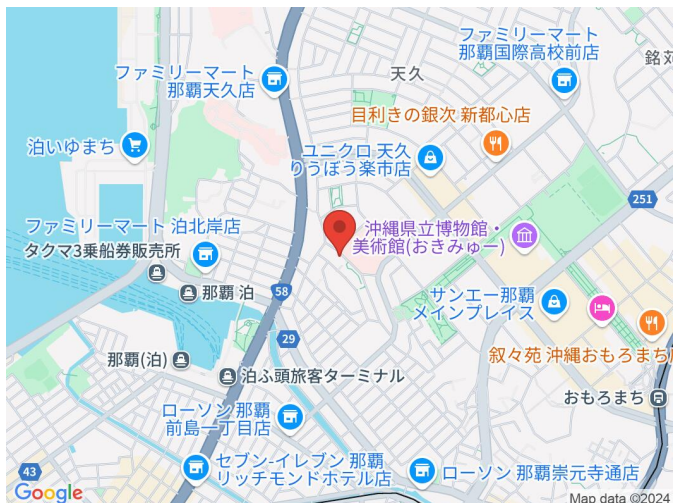 ファミリーマート
那覇国際高校前店
銘苅
天久
ファミリーマート
那覇天久店
目利きの銀次 新都心店
泊いゆまち
ユニクロ 天久
りうぼう楽市店
251
ファミリーマート 泊北岸店
沖縄県立博物館・
美術館(おきみゅー)
タクマ3乗船券販売所
那覇 泊
58
サンエー那覇
メインプレイス
29
叙々苑 沖縄おもろまち店
那覇(泊)
泊ふ頭旅客ターミナル
おもろまち
ローソン 那覇
前島一丁目店
43
セブン-イレブン 那覇
リッチモンドホテル店
ローソン 那覇崇元寺通店
Google
Map data ©2024